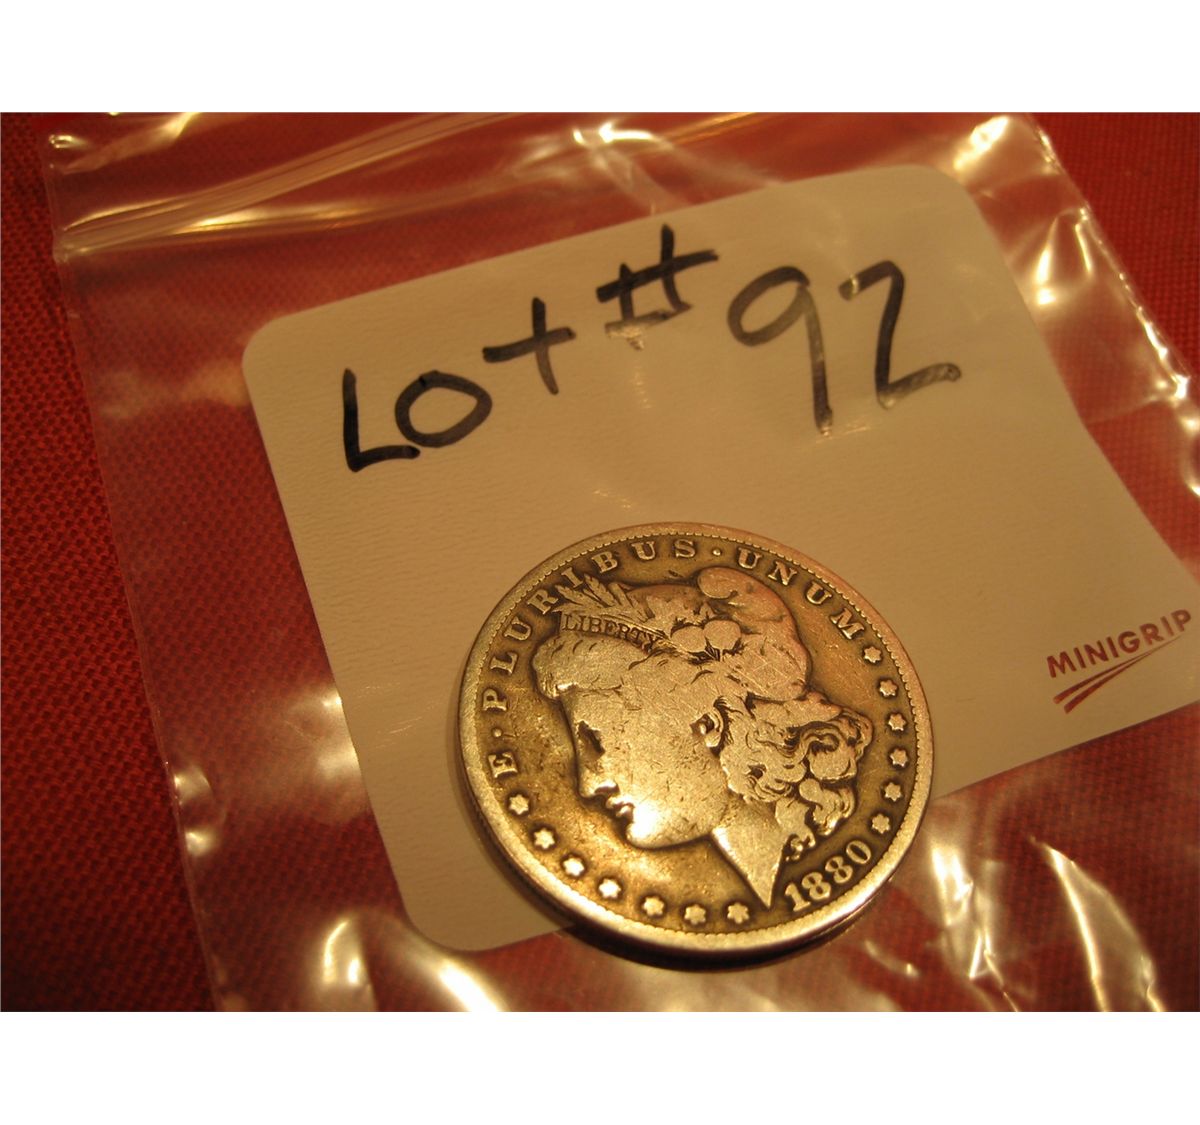 Lot # 92
E · PLURIBUS · UNUM
LIBERTY
1880
MINIGRIP